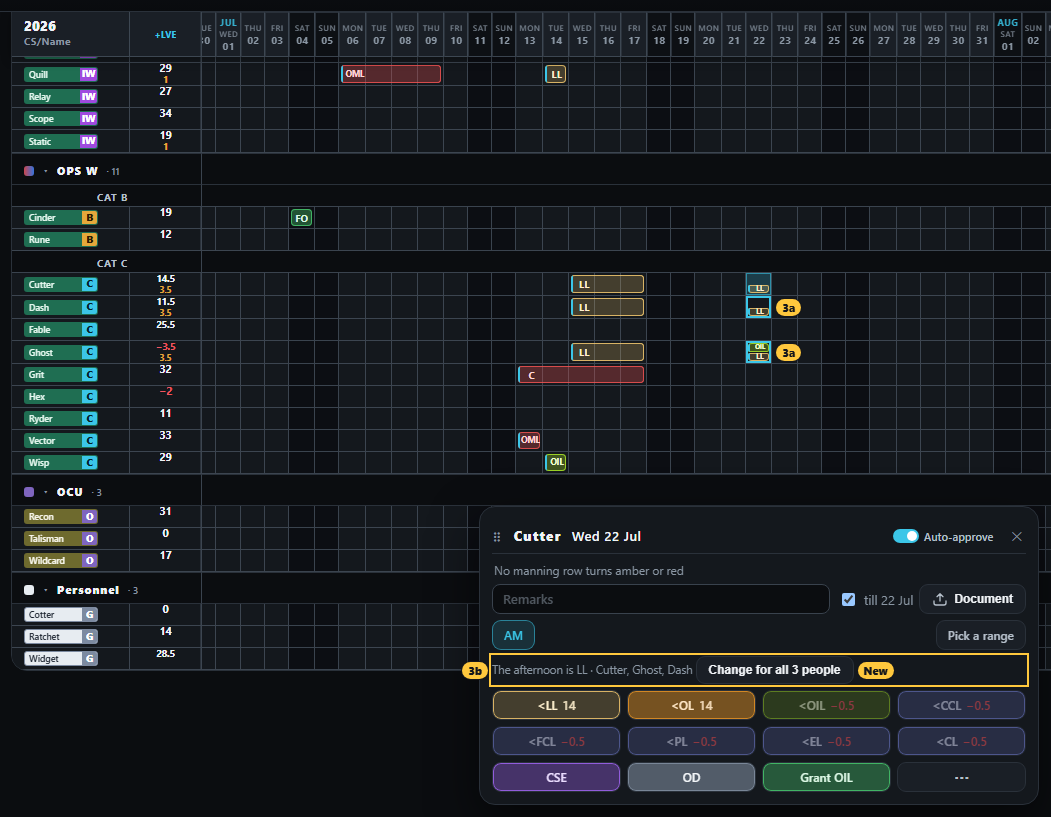 2026
CS/Name
+LVE
UE 30
JUL WED 01
THU 02
FRI 03
SAT 04
SUN 05
MON 06
TUE 07
WED 08
THU 09
FRI 10
SAT 11
SUN 12
MON 13
TUE 14
WED 15
THU 16
FRI 17
SAT 18
SUN 19
MON 20
TUE 21
WED 22
THU 23
FRI 24
SAT 25
SUN 26
MON 27
TUE 28
WED 29
THU 30
FRI 31
AUG SAT 01
SUN 02
Quill IW 29 1 OML LL
Relay IW 27
Scope IW 34
Static IW 19 1
OPS W · 11
CAT B
Cinder B 19 FO
Rune B 12
CAT C
Cutter C 14.5 3.5 LL LL
Dash C 11.5 3.5 LL LL 3a
Fable C 25.5
Ghost C −3.5 3.5 LL OIL LL 3a
Grit C 32 C
Hex C −2
Ryder C 11
Vector C 33 OML
Wisp C 29 OIL
OCU · 3
Recon O 31
Talisman O 0
Wildcard O 17
Personnel · 3
Cotter G 0
Ratchet G 14
Widget G 28.5
Cutter Wed 22 Jul Auto-approve
No manning row turns amber or red
Remarks till 22 Jul Document
AM Pick a range
3b The afternoon is LL · Cutter, Ghost, Dash Change for all 3 people New
<LL 14 <OL 14 <OIL −0.5 <CCL −0.5
<FCL −0.5 <PL −0.5 <EL −0.5 <CL −0.5
CSE OD Grant OIL ---